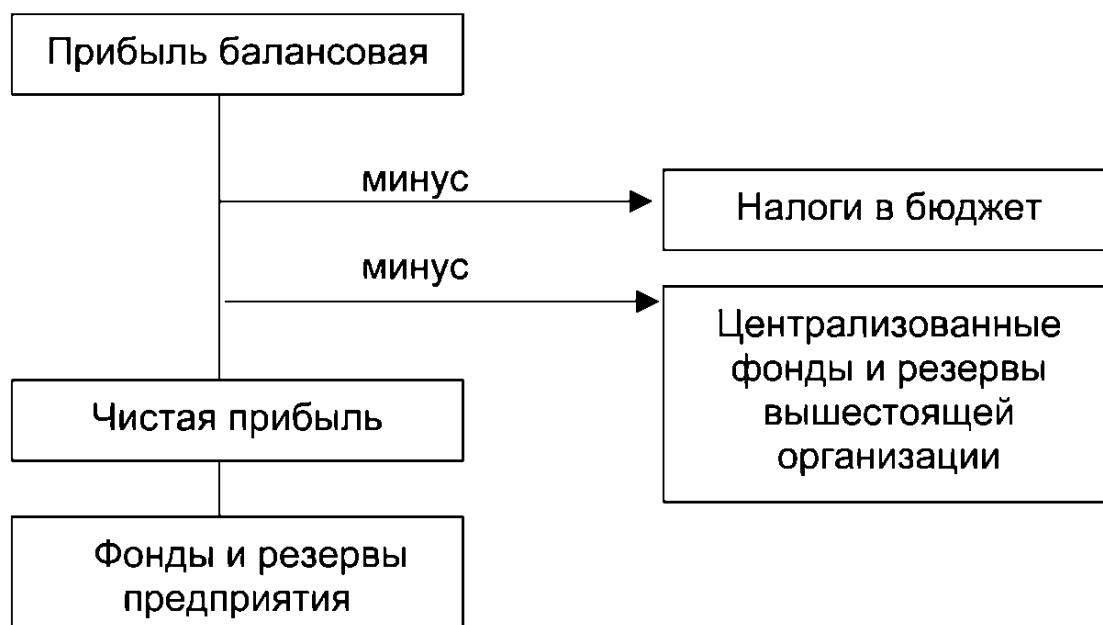 Прибыль балансовая
минус
Налоги в бюджет
минус
Централизованные
фонды и резервы
вышестоящей
организации
Чистая прибыль
Фонды и резервы
предприятия